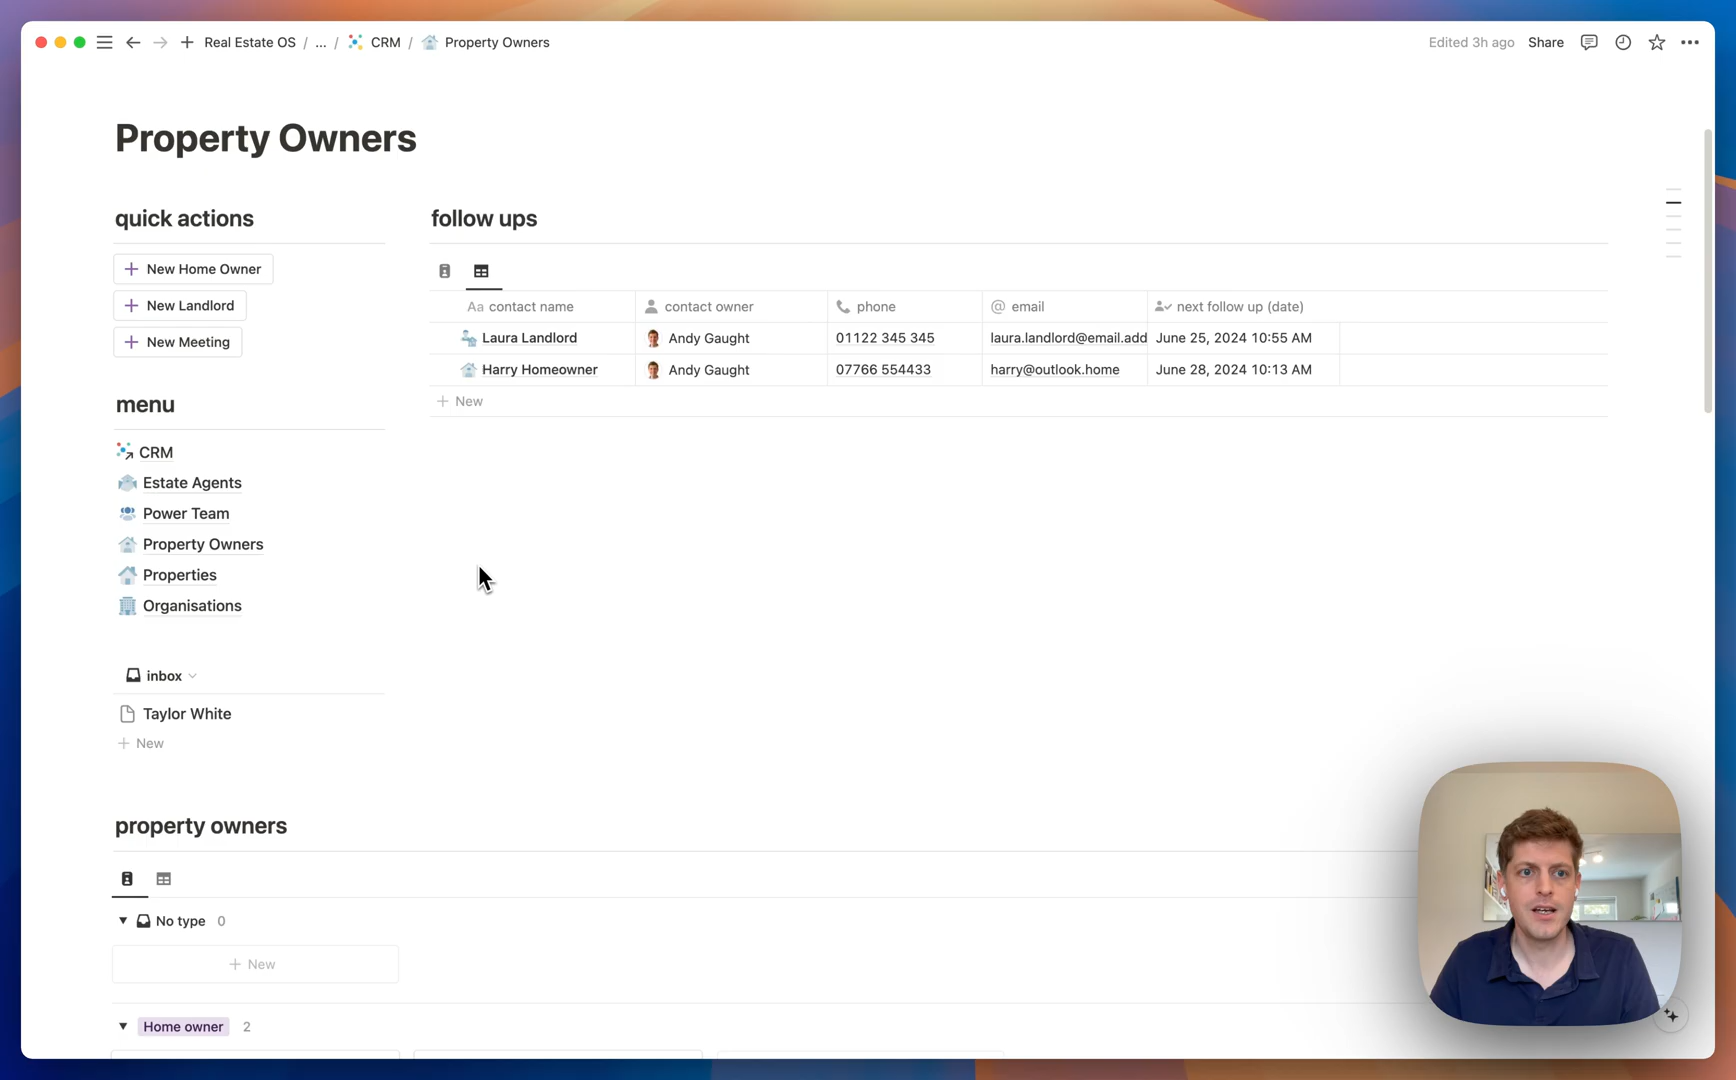 Real Estate OS / ... / CRM / Property Owners
Edited 3h ago Share
Property Owners
quick actions
New Home Owner
New Landlord
New Meeting
menu
CRM
Estate Agents
Power Team
Property Owners
Properties
Organisations
inbox
Taylor White
New
follow ups
Aa contact name contact owner phone @ email next follow up (date)
Laura Landlord Andy Gaught 01122 345 345 laura.landlord@email.add June 25, 2024 10:55 AM
Harry Homeowner Andy Gaught 07766 554433 harry@outlook.home June 28, 2024 10:13 AM
New
property owners
No type 0
New
Home owner 2